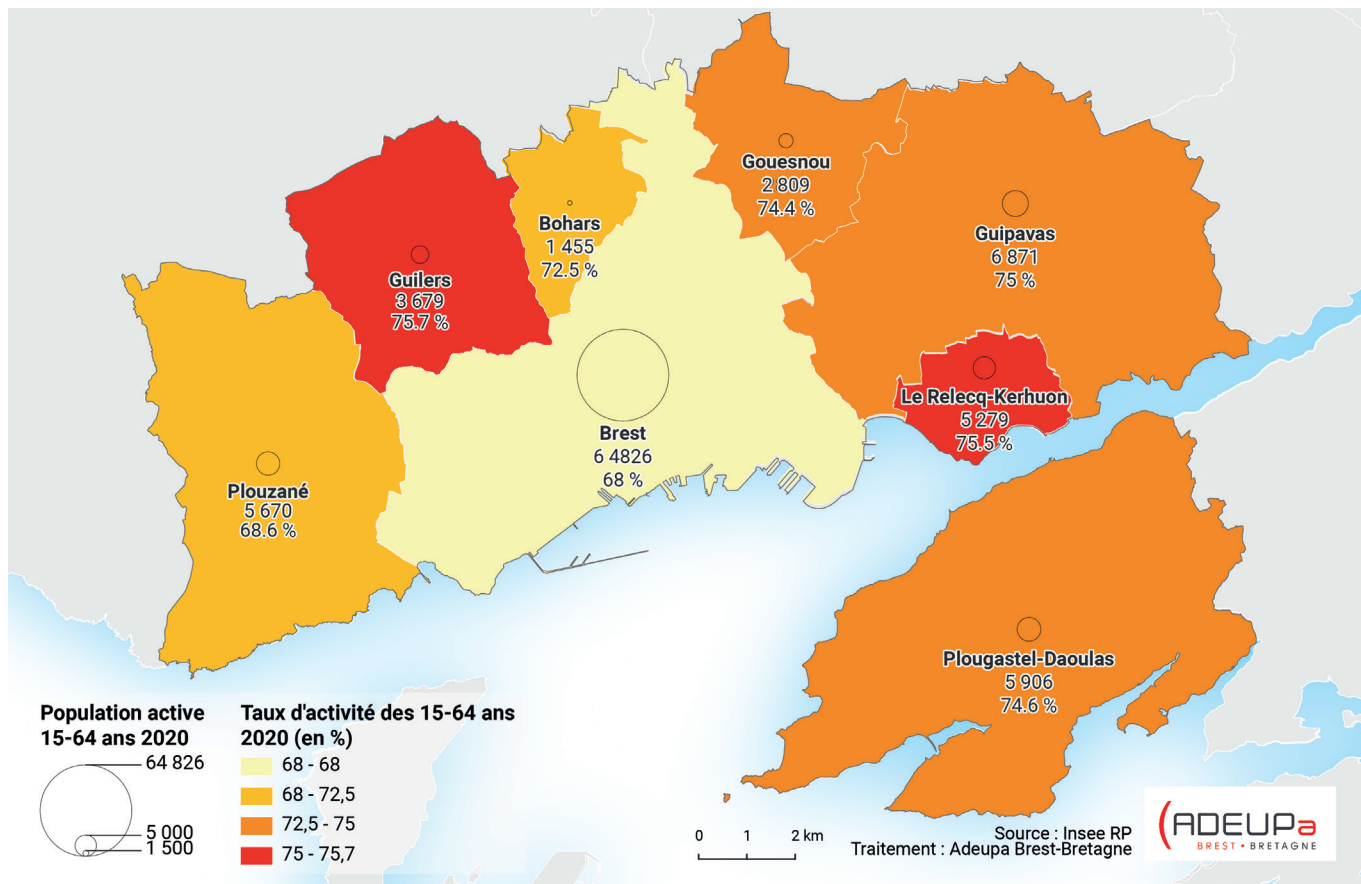 Gouesnou
2 809
74.4 %
Bohars
1 455
72.5 %
Guipavas
6 871
75 %
Guilers
3 679
75.7 %
Le Relecq-Kerhuon
5 279
75.5 %
Brest
6 4826
68 %
Plouzané
5 670
68.6 %
Plougastel-Daoulas
5 906
74.6 %
Population active
15-64 ans 2020
64 826
5 000
1 500
Taux d'activité des 15-64 ans
2020 (en %)
68 - 68
68 - 72,5
72,5 - 75
75 - 75,7
0 1 2 km
Source : Insee RP
Traitement : Adeupa Brest-Bretagne
ADEUPa
BREST • BRETAGNE